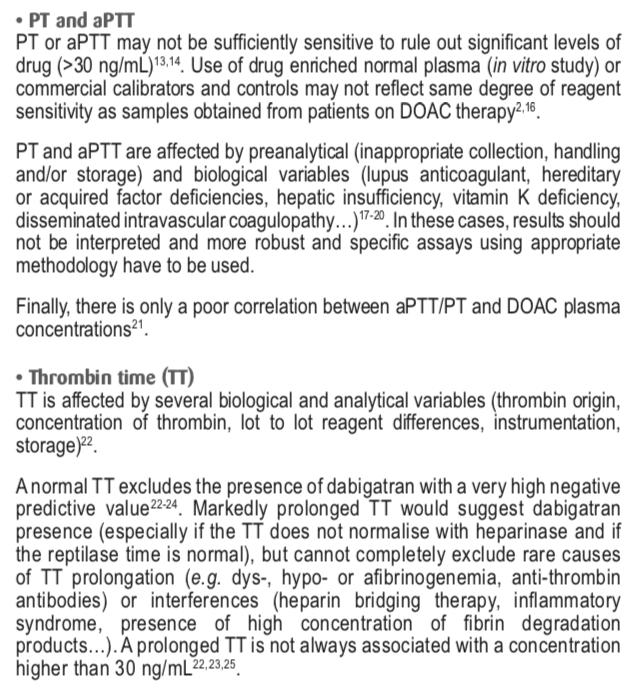 • PT and aPTT
PT or aPTT may not be sufficiently sensitive to rule out significant levels of
drug (>30 ng/mL)13,14. Use of drug enriched normal plasma (in vitro study) or
commercial calibrators and controls may not reflect same degree of reagent
sensitivity as samples obtained from patients on DOAC therapy2,16.
PT and aPTT are affected by preanalytical (inappropriate collection, handling
and/or storage) and biological variables (lupus anticoagulant, hereditary
or acquired factor deficiencies, hepatic insufficiency, vitamin K deficiency,
disseminated intravascular coagulopathy…)17-20. In these cases, results should
not be interpreted and more robust and specific assays using appropriate
methodology have to be used.
Finally, there is only a poor correlation between aPTT/PT and DOAC plasma
concentrations21.
• Thrombin time (TT)
TT is affected by several biological and analytical variables (thrombin origin,
concentration of thrombin, lot to lot reagent differences, instrumentation,
storage)22.
A normal TT excludes the presence of dabigatran with a very high negative
predictive value22-24. Markedly prolonged TT would suggest dabigatran
presence (especially if the TT does not normalise with heparinase and if
the reptilase time is normal), but cannot completely exclude rare causes
of TT prolongation (e.g. dys-, hypo- or afibrinogenemia, anti-thrombin
antibodies) or interferences (heparin bridging therapy, inflammatory
syndrome, presence of high concentration of fibrin degradation
products…). A prolonged TT is not always associated with a concentration
higher than 30 ng/mL22,23,25.